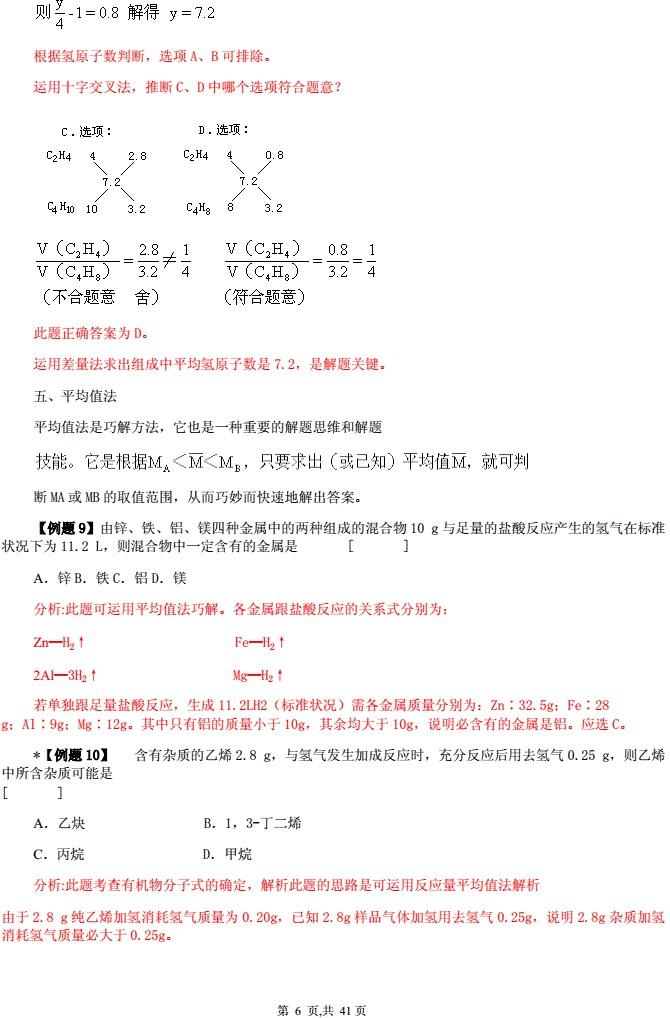 则 y/4 -1=0.8 解得 y=7.2
根据氢原子数判断，选项A、B可排除。
运用十字交叉法，推断C、D中哪个选项符合题意?
C.选项: D.选项:
C₂H₄ 4 2.8 C₂H₄ 4 0.8
7.2 7.2
C₄H₁₀ 10 3.2 C₄H₈ 8 3.2
V（C₂H₄）/V（C₄H₈）=2.8/3.2≠1/4 V（C₂H₄）/V（C₄H₈）=0.8/3.2=1/4
（不合题意 舍） （符合题意）
此题正确答案为D。
运用差量法求出组成中平均氢原子数是7.2，是解题关键。
五、平均值法
平均值法是巧解方法，它也是一种重要的解题思维和解题
技能。它是根据M_A＜M̅＜M_B，只要求出（或已知）平均值M̅，就可判
断MA或MB的取值范围，从而巧妙而快速地解出答案。
【例题9】由锌、铁、铝、镁四种金属中的两种组成的混合物10 g与足量的盐酸反应产生的氢气在标准
状况下为11.2 L，则混合物中一定含有的金属是 [ ]
A．锌B．铁C．铝D．镁
分析:此题可运用平均值法巧解。各金属跟盐酸反应的关系式分别为:
Zn—H₂↑ Fe—H₂↑
2Al—3H₂↑ Mg—H₂↑
若单独跟足量盐酸反应，生成11.2LH2（标准状况）需各金属质量分别为: Zn∶32.5g; Fe∶28
g; Al∶9g; Mg∶12g。其中只有铝的质量小于10g，其余均大于10g，说明必含有的金属是铝。应选C。
*【例题10】 含有杂质的乙烯2.8 g，与氢气发生加成反应时，充分反应后用去氢气0.25 g，则乙烯
中所含杂质可能是
[ ]
A．乙炔 B．1，3-丁二烯
C．丙烷 D．甲烷
分析:此题考查有机物分子式的确定，解析此题的思路是可运用反应量平均值法解析
由于2.8 g纯乙烯加氢消耗氢气质量为0.20g，已知2.8g样品气体加氢用去氢气0.25g，说明2.8g杂质加氢
消耗氢气质量必大于0.25g。
第 6 页,共 41页